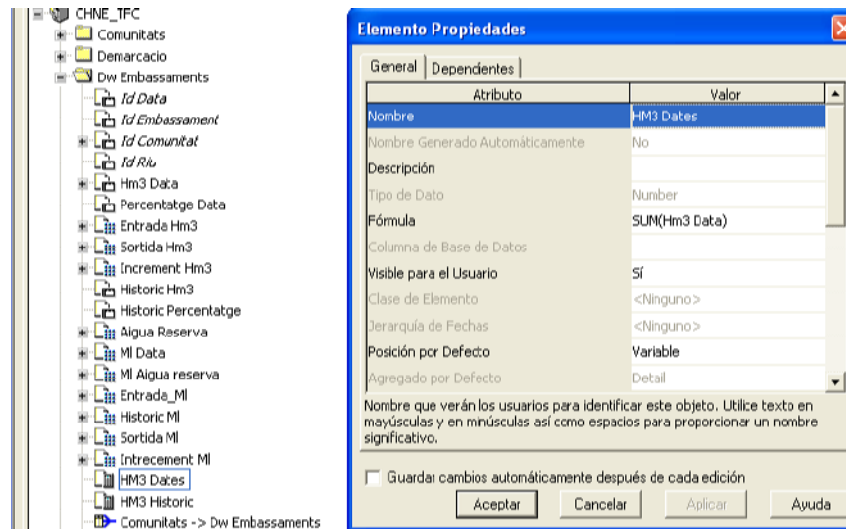 CHNE_TFC
Comunitats
Demarcacio
Dw Embassaments
Id Data
Id Embassament
Id Comunitat
Id Riu
Hm3 Data
Percentatge Data
Entrada Hm3
Sortida Hm3
Increment Hm3
Historic Hm3
Historic Percentatge
Aigua Reserva
Ml Data
Ml Aigua reserva
Entrada_Ml
Historic Ml
Sortida Ml
Intrecement Ml
HM3 Dates
HM3 Historic
Comunitats -> Dw Embassaments
Elemento Propiedades
General Dependientes
Atributo Valor
Nombre HM3 Dates
Nombre Generado Automáticamente No
Descripción
Tipo de Dato Number
Fórmula SUM(Hm3 Data)
Columna de Base de Datos
Visible para el Usuario Sí
Clase de Elemento <Ninguno>
Jerarquía de Fechas <Ninguno>
Posición por Defecto Variable
Agregado por Defecto Detail
Nombre que verán los usuarios para identificar este objeto. Utilice texto en
mayúsculas y en minúsculas así como espacios para proporcionar un nombre
significativo.
Guardar cambios automáticamente después de cada edición
Aceptar Cancelar Aplicar Ayuda